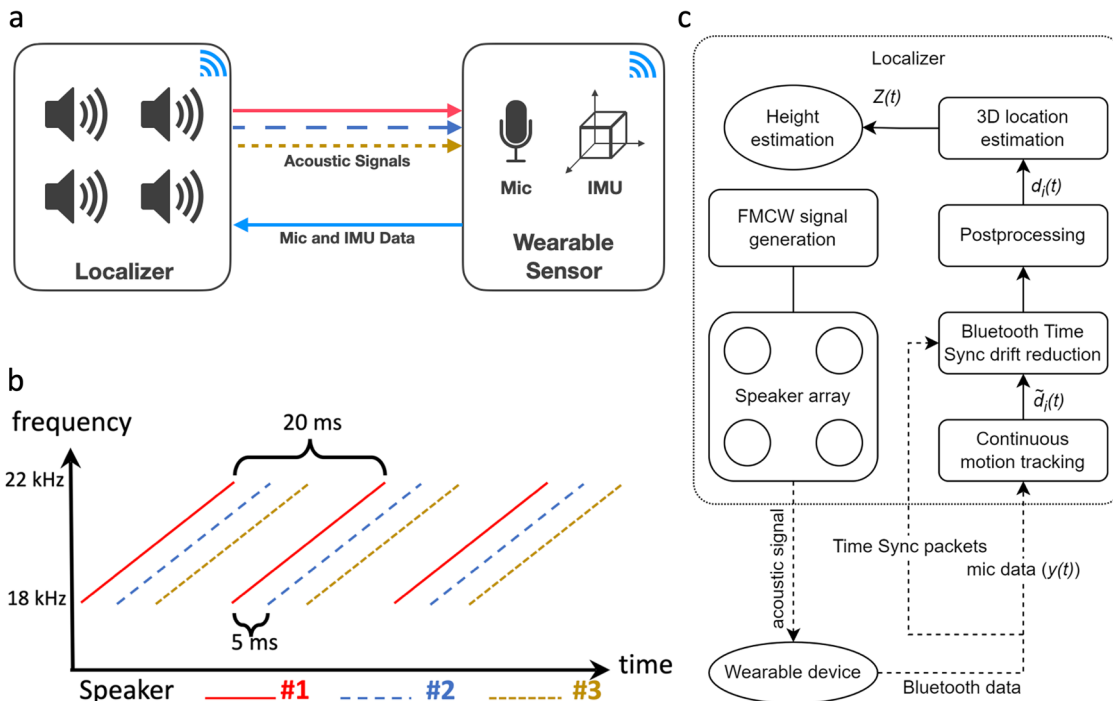 a
Localizer
Acoustic Signals
Mic and IMU Data
Mic
IMU
Wearable
Sensor
b
frequency
22 kHz
18 kHz
20 ms
5 ms
time
Speaker
#1
#2
#3
c
Localizer
Height
estimation
Z(t)
3D location
estimation
dᵢ(t)
FMCW signal
generation
Postprocessing
Speaker array
Bluetooth Time
Sync drift reduction
d̃ᵢ(t)
Continuous
motion tracking
acoustic signal
Time Sync packets
mic data (y(t))
Wearable device
Bluetooth data